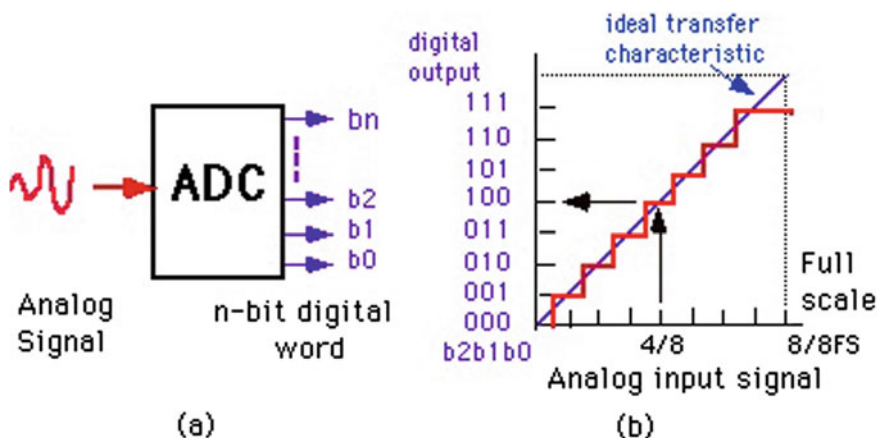 ADC
bn
b2
b1
b0
Analog
Signal
n-bit digital
word
(a)
digital
output
ideal transfer
characteristic
111
110
101
100
011
010
001
000
b2b1b0
4/8
8/8FS
Full
scale
Analog input signal
(b)